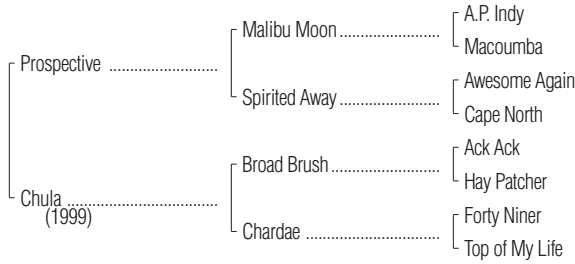 A.P. Indy
Malibu Moon ....................
Macoumba
Prospective .....................
Awesome Again
Spirited Away ....................
Cape North
Ack Ack
Broad Brush ......................
Hay Patcher
Chula ..............................
(1999)
Forty Niner
Chardae ...........................
Top of My Life